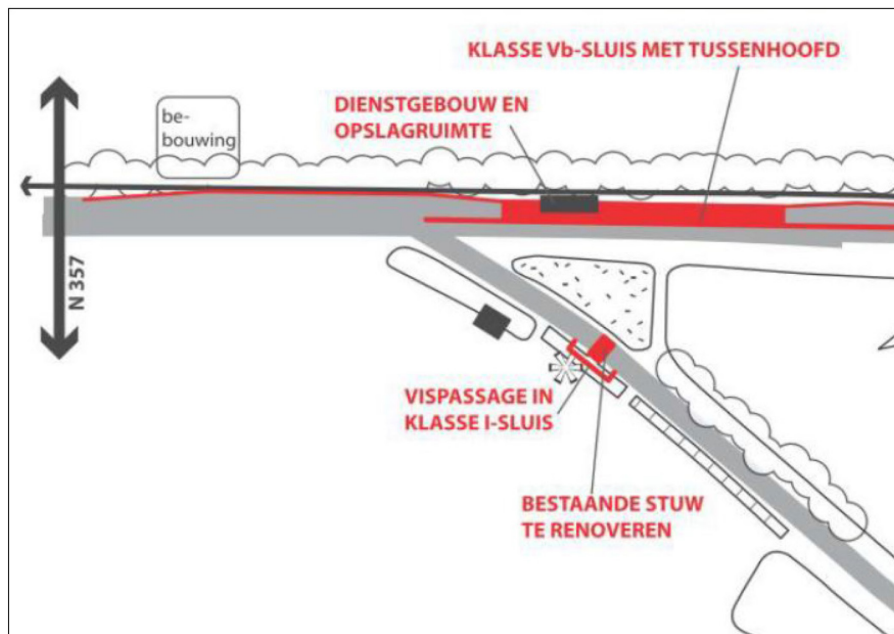 KLASSE Vb-SLUIS MET TUSSENHOOFD
DIENSTGEBOUW EN
OPSLAGRUIMTE
be-
bouwing
N 357
VISPASSAGE IN
KLASSE I-SLUIS
BESTAANDE STUW
TE RENOVEREN